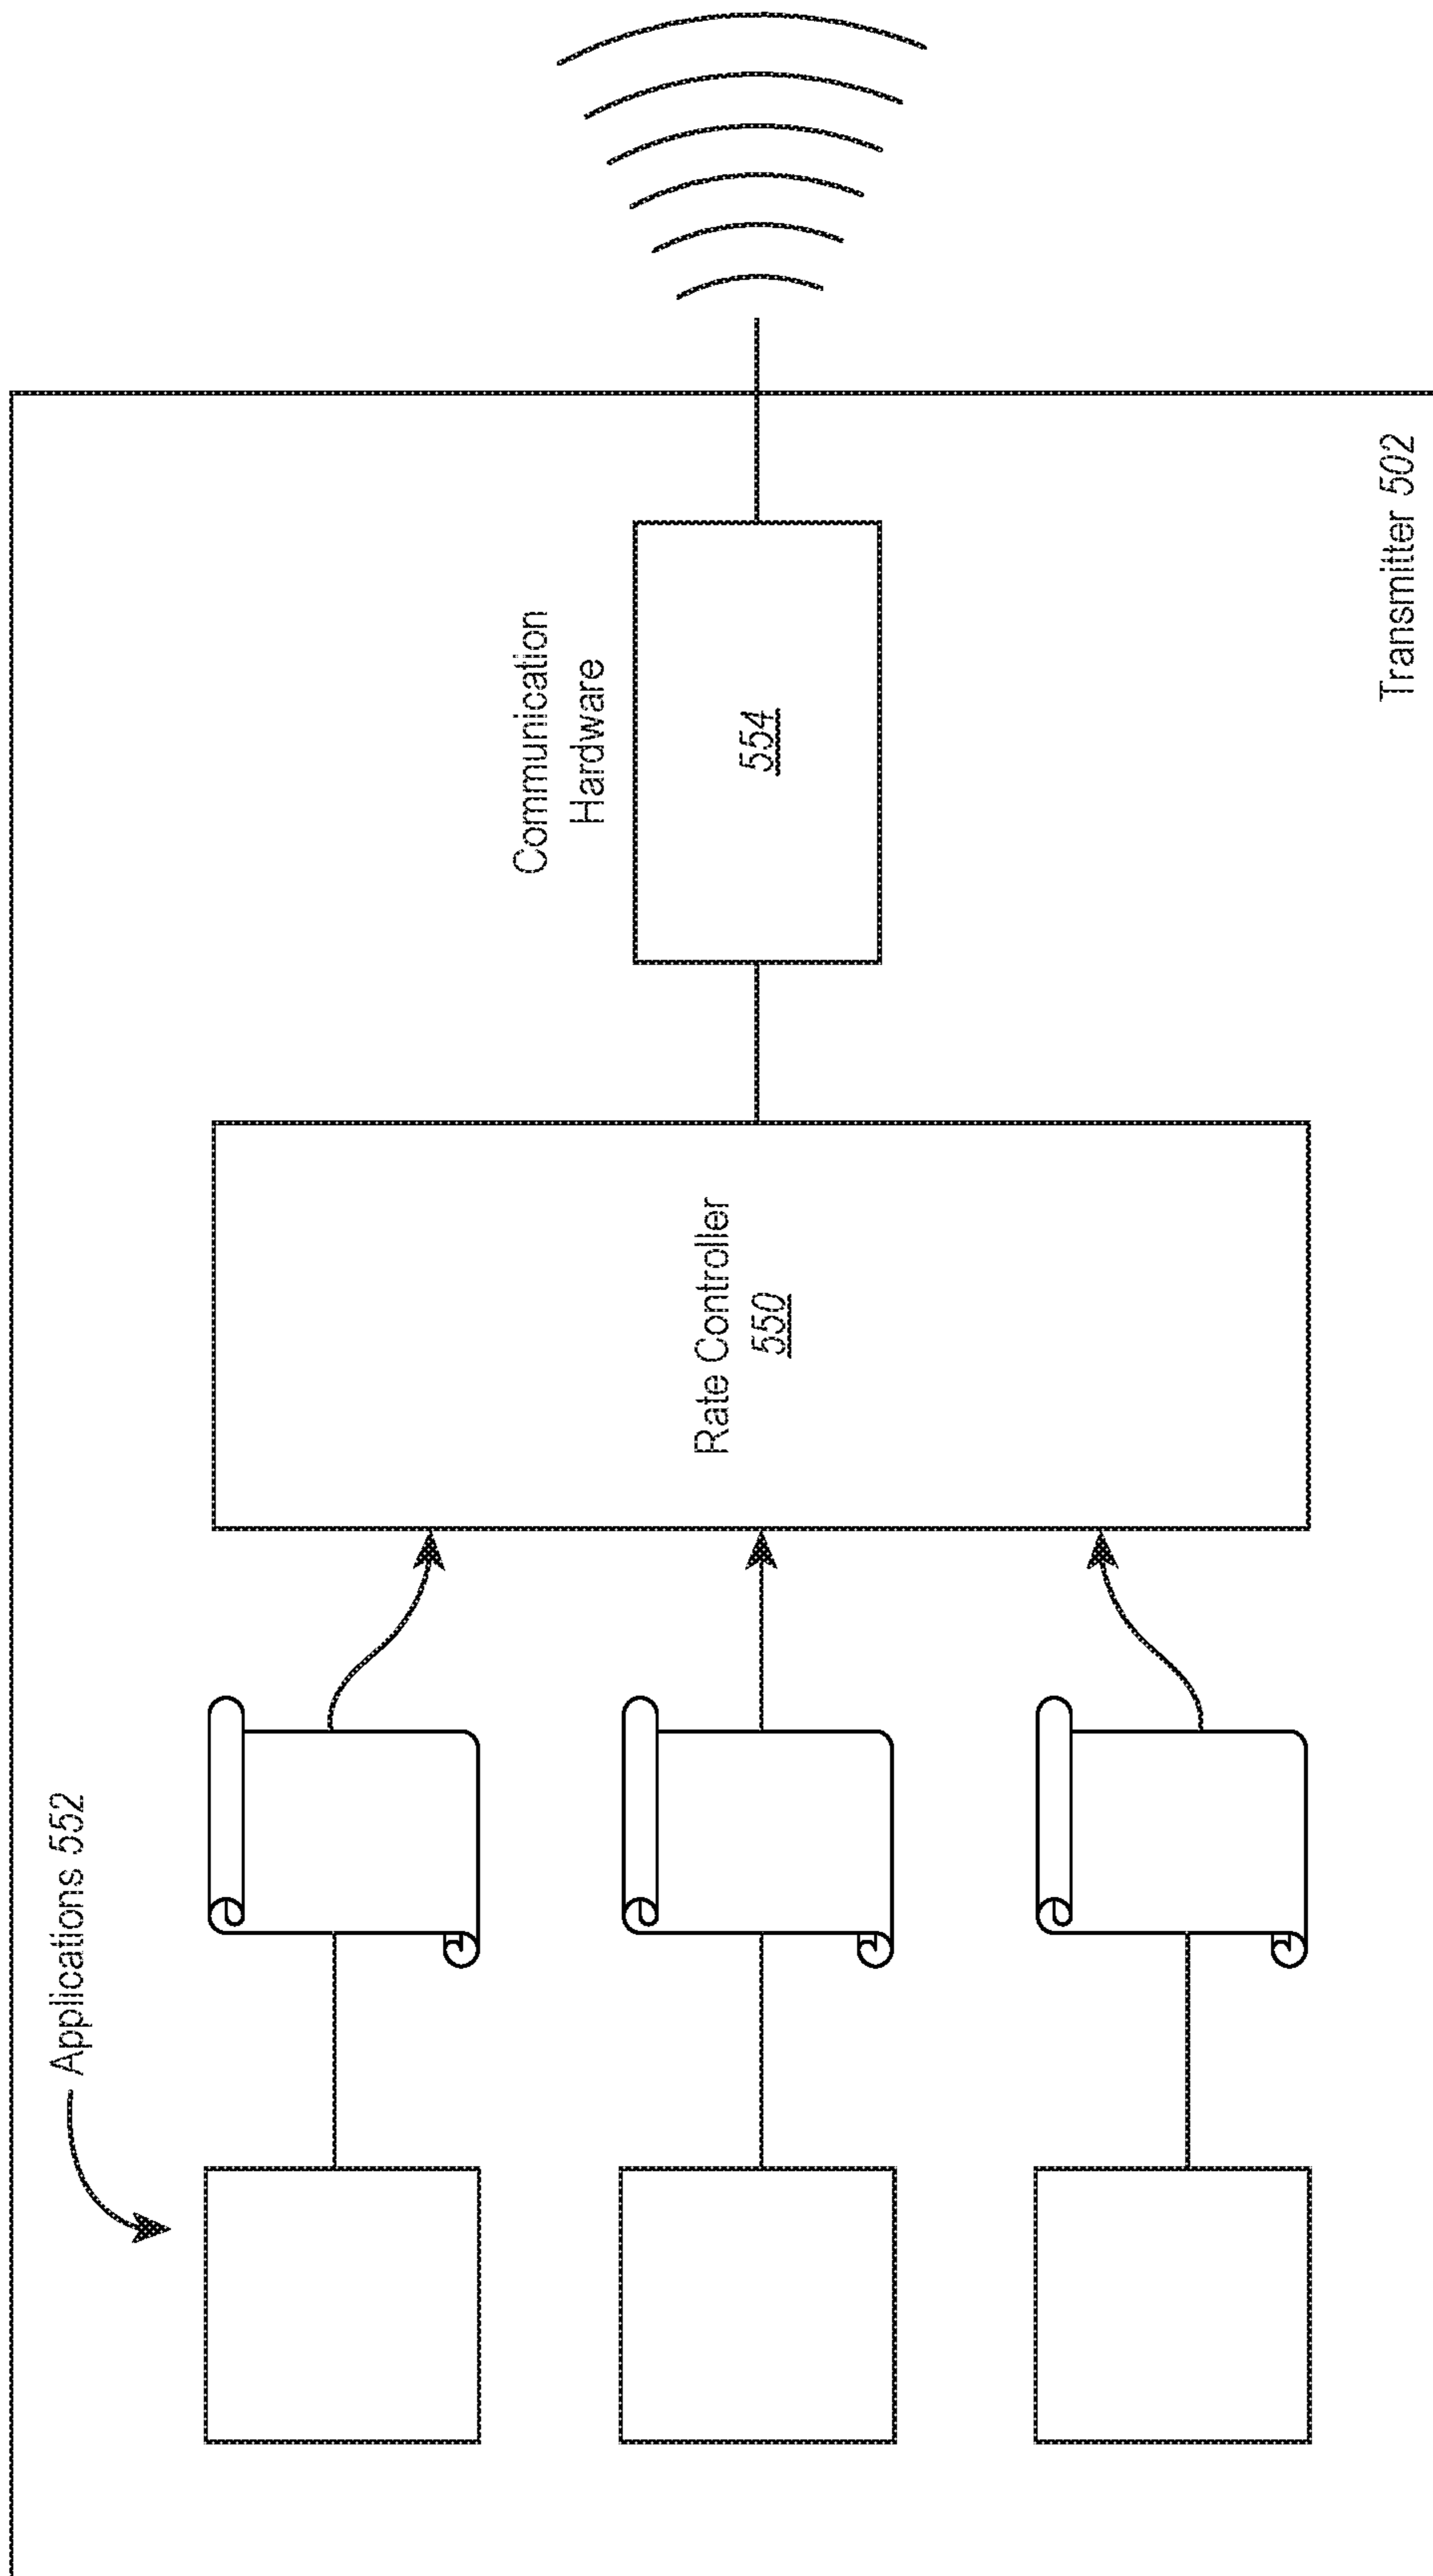 Applications 552
Rate Controller
550
Communication
Hardware
554
Transmitter 502